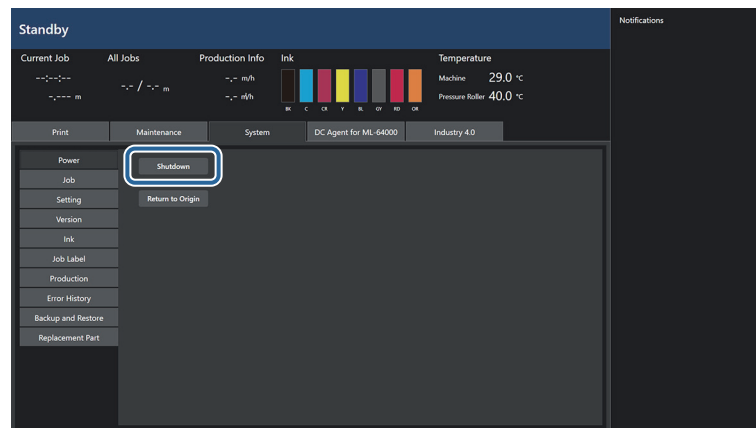 Standby
Notifications
Current Job
All Jobs
Production Info
Ink
Temperature
--:--:--
-.--- m
-.- / -.- m
-.- m/h
-.- ㎡/h
BK C CR Y BL GY RD OR
Machine 29.0 ℃
Pressure Roller 40.0 ℃
Print Maintenance System DC Agent for ML-64000 Industry 4.0
Power
Shutdown
Job
Setting
Return to Origin
Version
Ink
Job Label
Production
Error History
Backup and Restore
Replacement Part